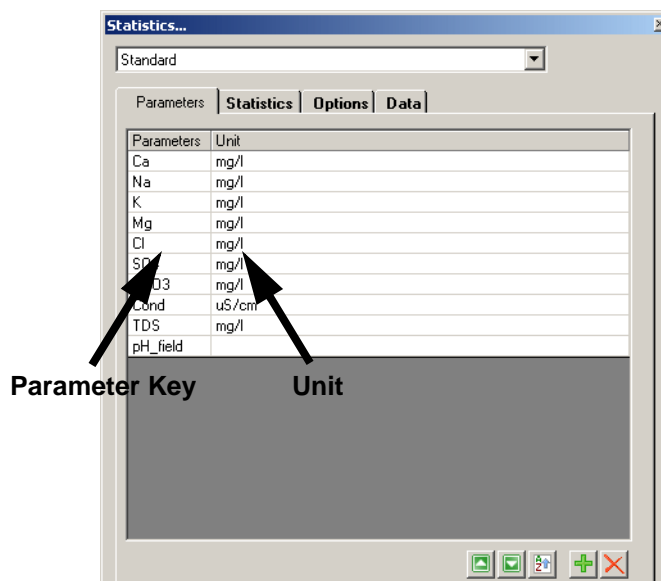 Statistics...
Standard
Parameters Statistics Options Data
Parameters Unit
Ca mg/l
Na mg/l
K mg/l
Mg mg/l
Cl mg/l
mg/l
mg/l
Cond uS/cm
TDS mg/l
pH_field
Parameter Key Unit